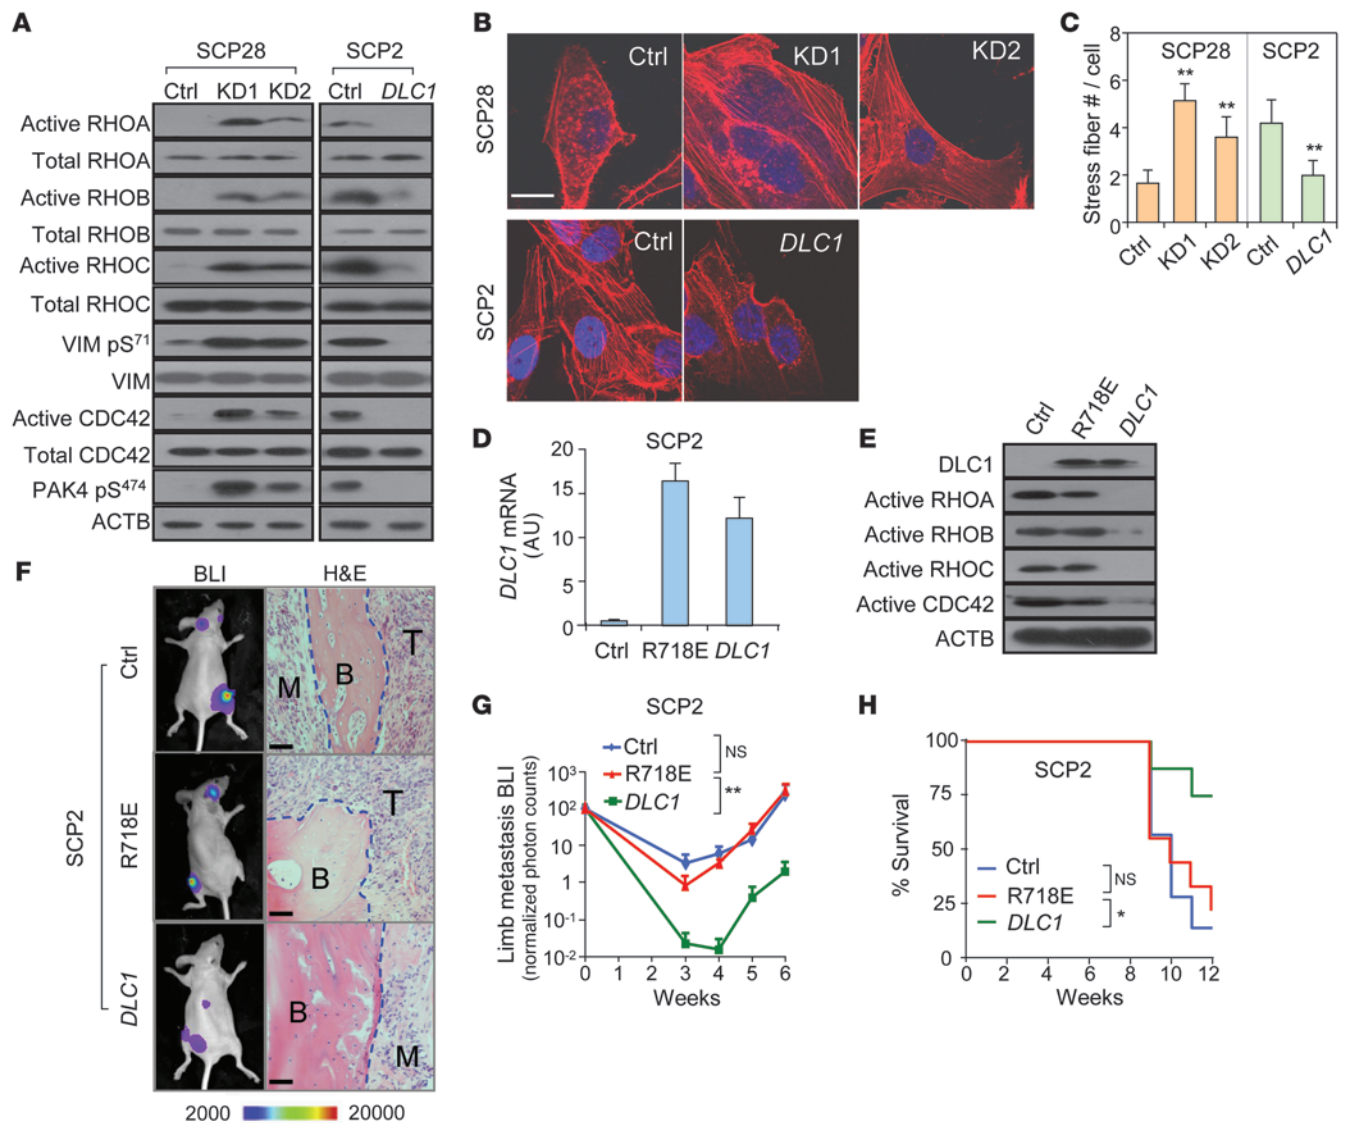 A
SCP28 SCP2
Ctrl KD1 KD2 Ctrl DLC1
Active RHOA
Total RHOA
Active RHOB
Total RHOB
Active RHOC
Total RHOC
VIM pS71
VIM
Active CDC42
Total CDC42
PAK4 pS474
ACTB
B
SCP28
Ctrl KD1 KD2
SCP2
Ctrl DLC1
C
Stress fiber # / cell
8
6
4
2
0
SCP28 SCP2
** ** **
Ctrl KD1 KD2 Ctrl DLC1
D
SCP2
DLC1 mRNA
(AU)
20
15
10
5
0
Ctrl R718E DLC1
E
Ctrl R718E DLC1
DLC1
Active RHOA
Active RHOB
Active RHOC
Active CDC42
ACTB
F
BLI H&E
SCP2
Ctrl
M B T
R718E
B T
DLC1
B M
2000 20000
G
SCP2
Ctrl
R718E
DLC1
NS
**
Limb metastasis BLI
(normalized photon counts)
10³
10²
10
1
10-1
10-2
0 1 2 3 4 5 6
Weeks
H
SCP2
% Survival
100
75
50
25
0
Ctrl
R718E
DLC1
NS
*
0 2 4 6 8 10 12
Weeks